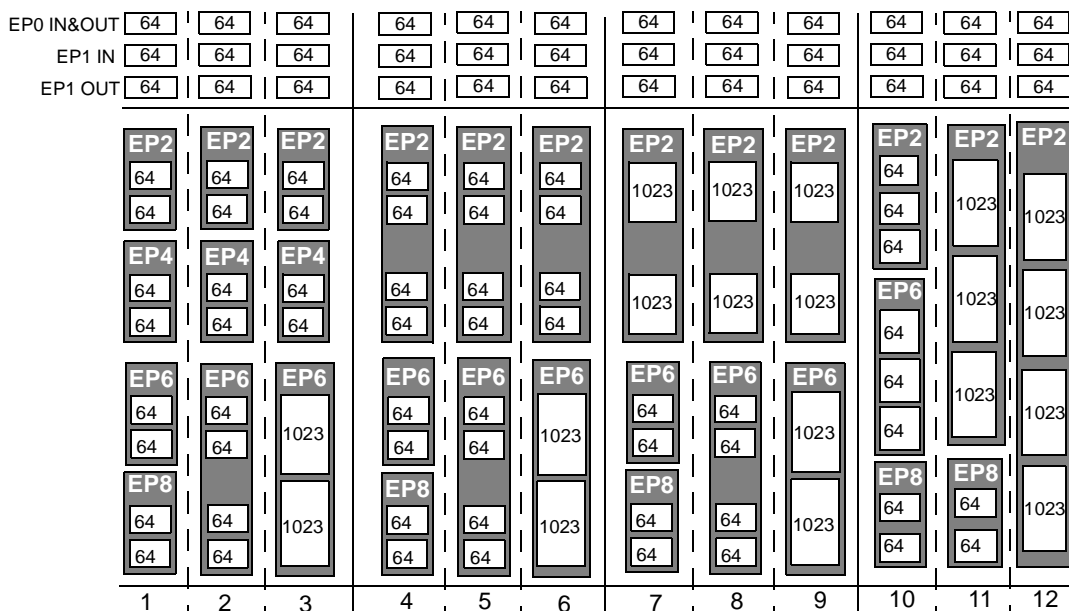 EP0 IN&OUT 64 64 64 64 64 64 64 64 64 64 64 64
EP1 IN 64 64 64 64 64 64 64 64 64 64 64 64
EP1 OUT 64 64 64 64 64 64 64 64 64 64 64 64
EP2 EP2 EP2 EP2 EP2 EP2 EP2 EP2 EP2 EP2 EP2 EP2
64 64 64 64 64 64 1023 1023 1023 64
64 64 64 64 64 64 64 1023 1023
EP4 EP4 EP4 64
64 64 64 64 64 64 1023 1023 1023 EP6 1023 1023
64 64 64 64 64 64 64
EP6 EP6 EP6 EP6 EP6 EP6 EP6 EP6 EP6 64 1023
64 64 64 64 64 64 1023
1023 1023 1023 64
64 64 64 64 64 64
EP8 EP8 EP8 EP8 EP8
64 64 1023 64 64 1023 64 64 1023 64 64 1023
64 64 64 64 64 64 64 64
1 2 3 4 5 6 7 8 9 10 11 12